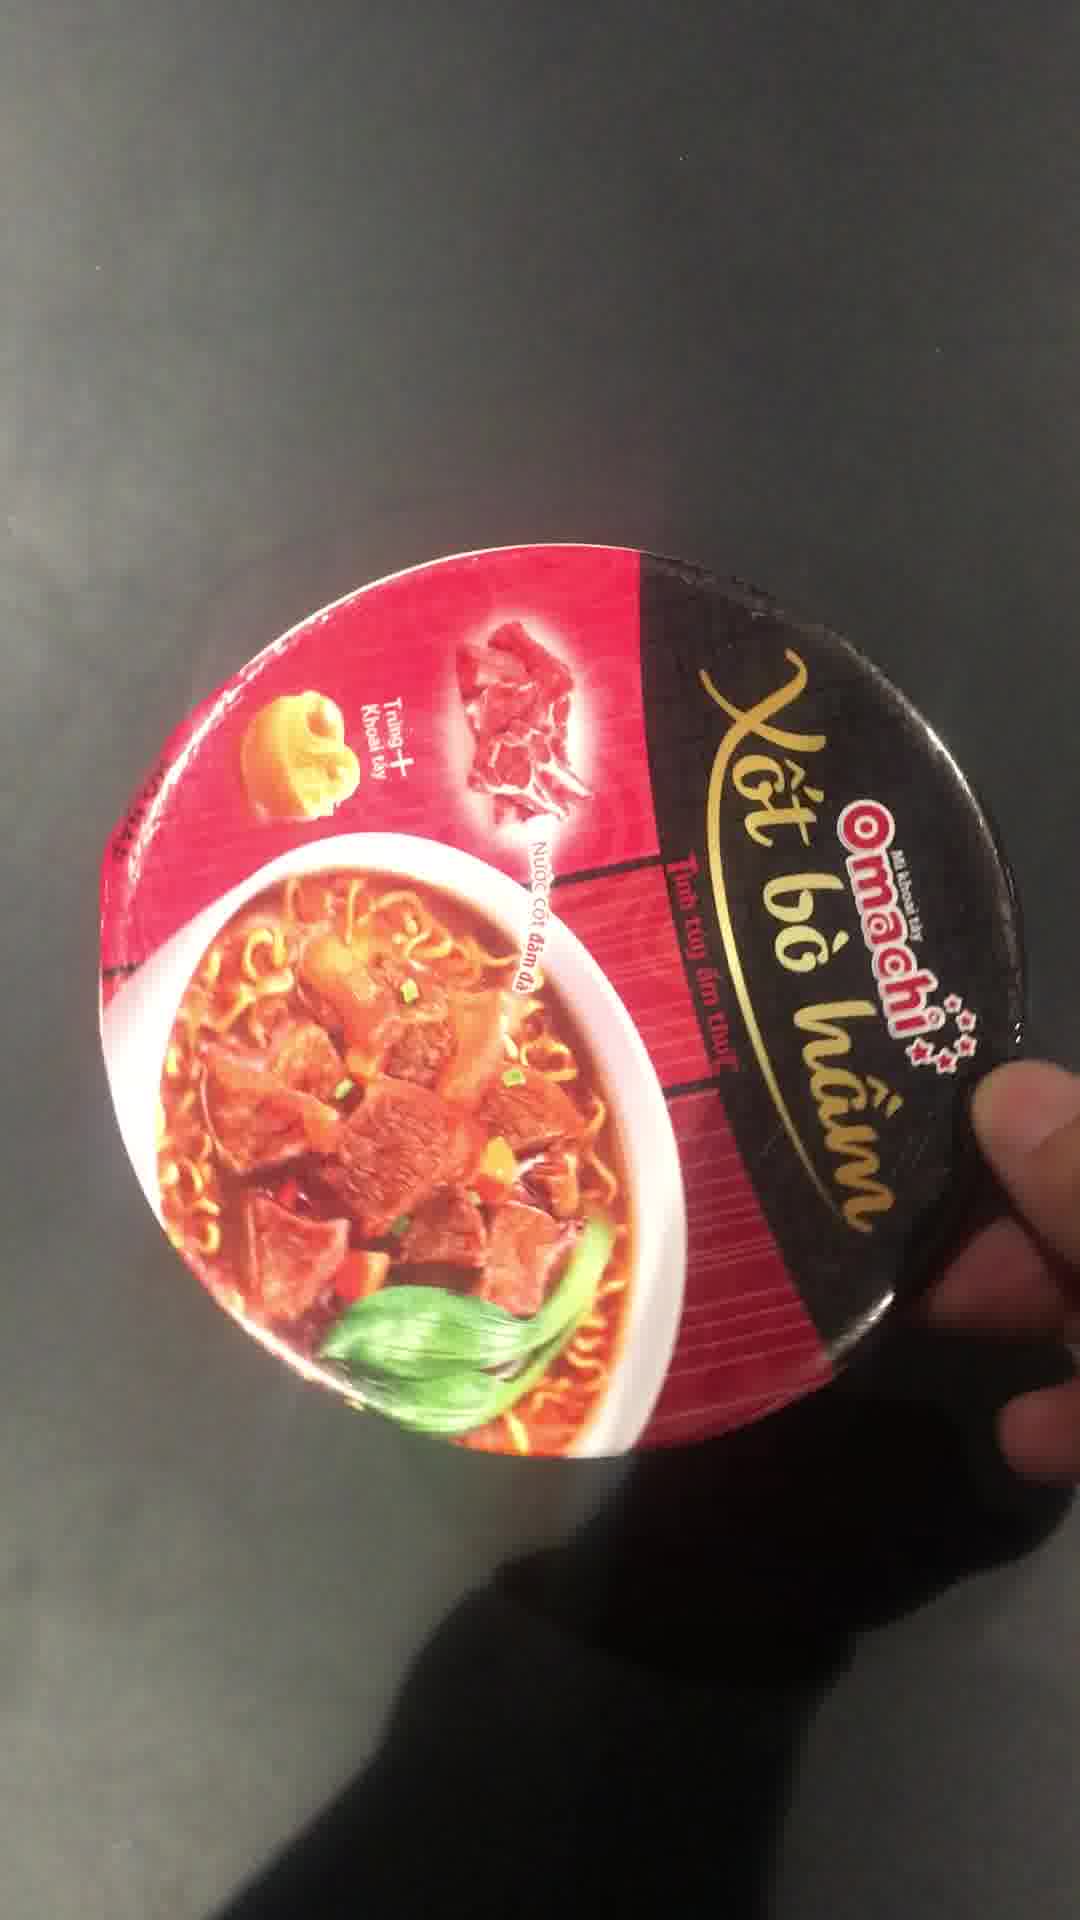 Mì khoai tây
Omachi
Xốt bò hầm
Tinh túy ẩm thực
Nước cốt đậm đà
Trứng +
Khoai tây